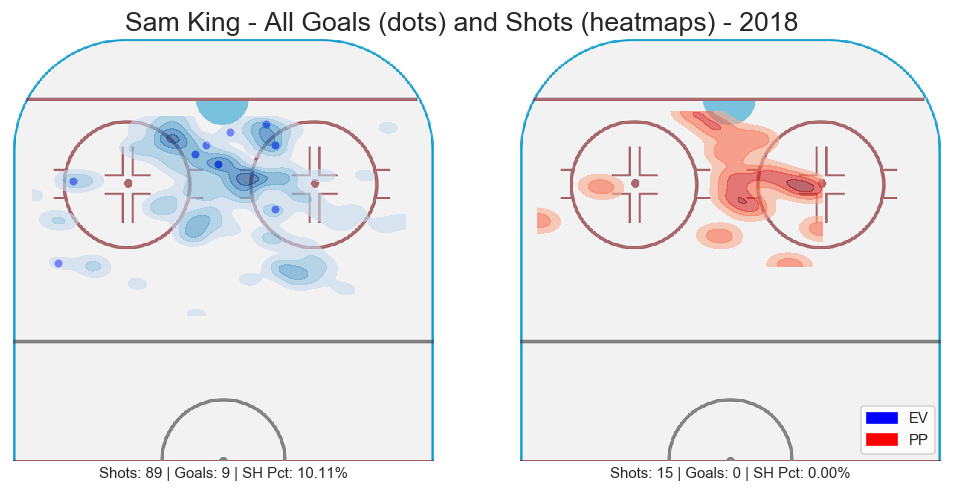 Sam King - All Goals (dots) and Shots (heatmaps) - 2018
EV
PP
Shots: 89 | Goals: 9 | SH Pct: 10.11%
Shots: 15 | Goals: 0 | SH Pct: 0.00%